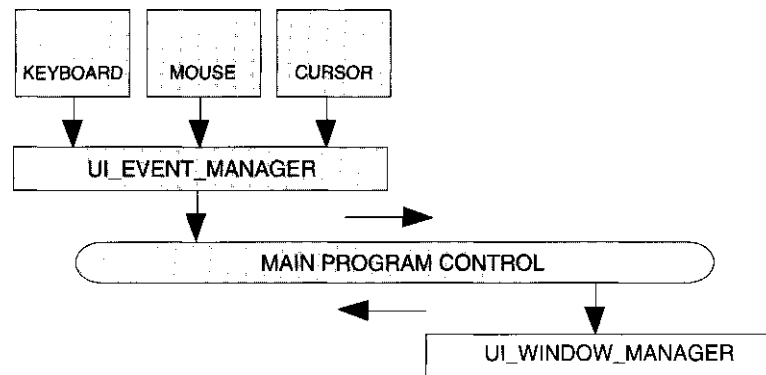 KEYBOARD MOUSE CURSOR
UI_EVENT_MANAGER
MAIN PROGRAM CONTROL
UI_WINDOW_MANAGER